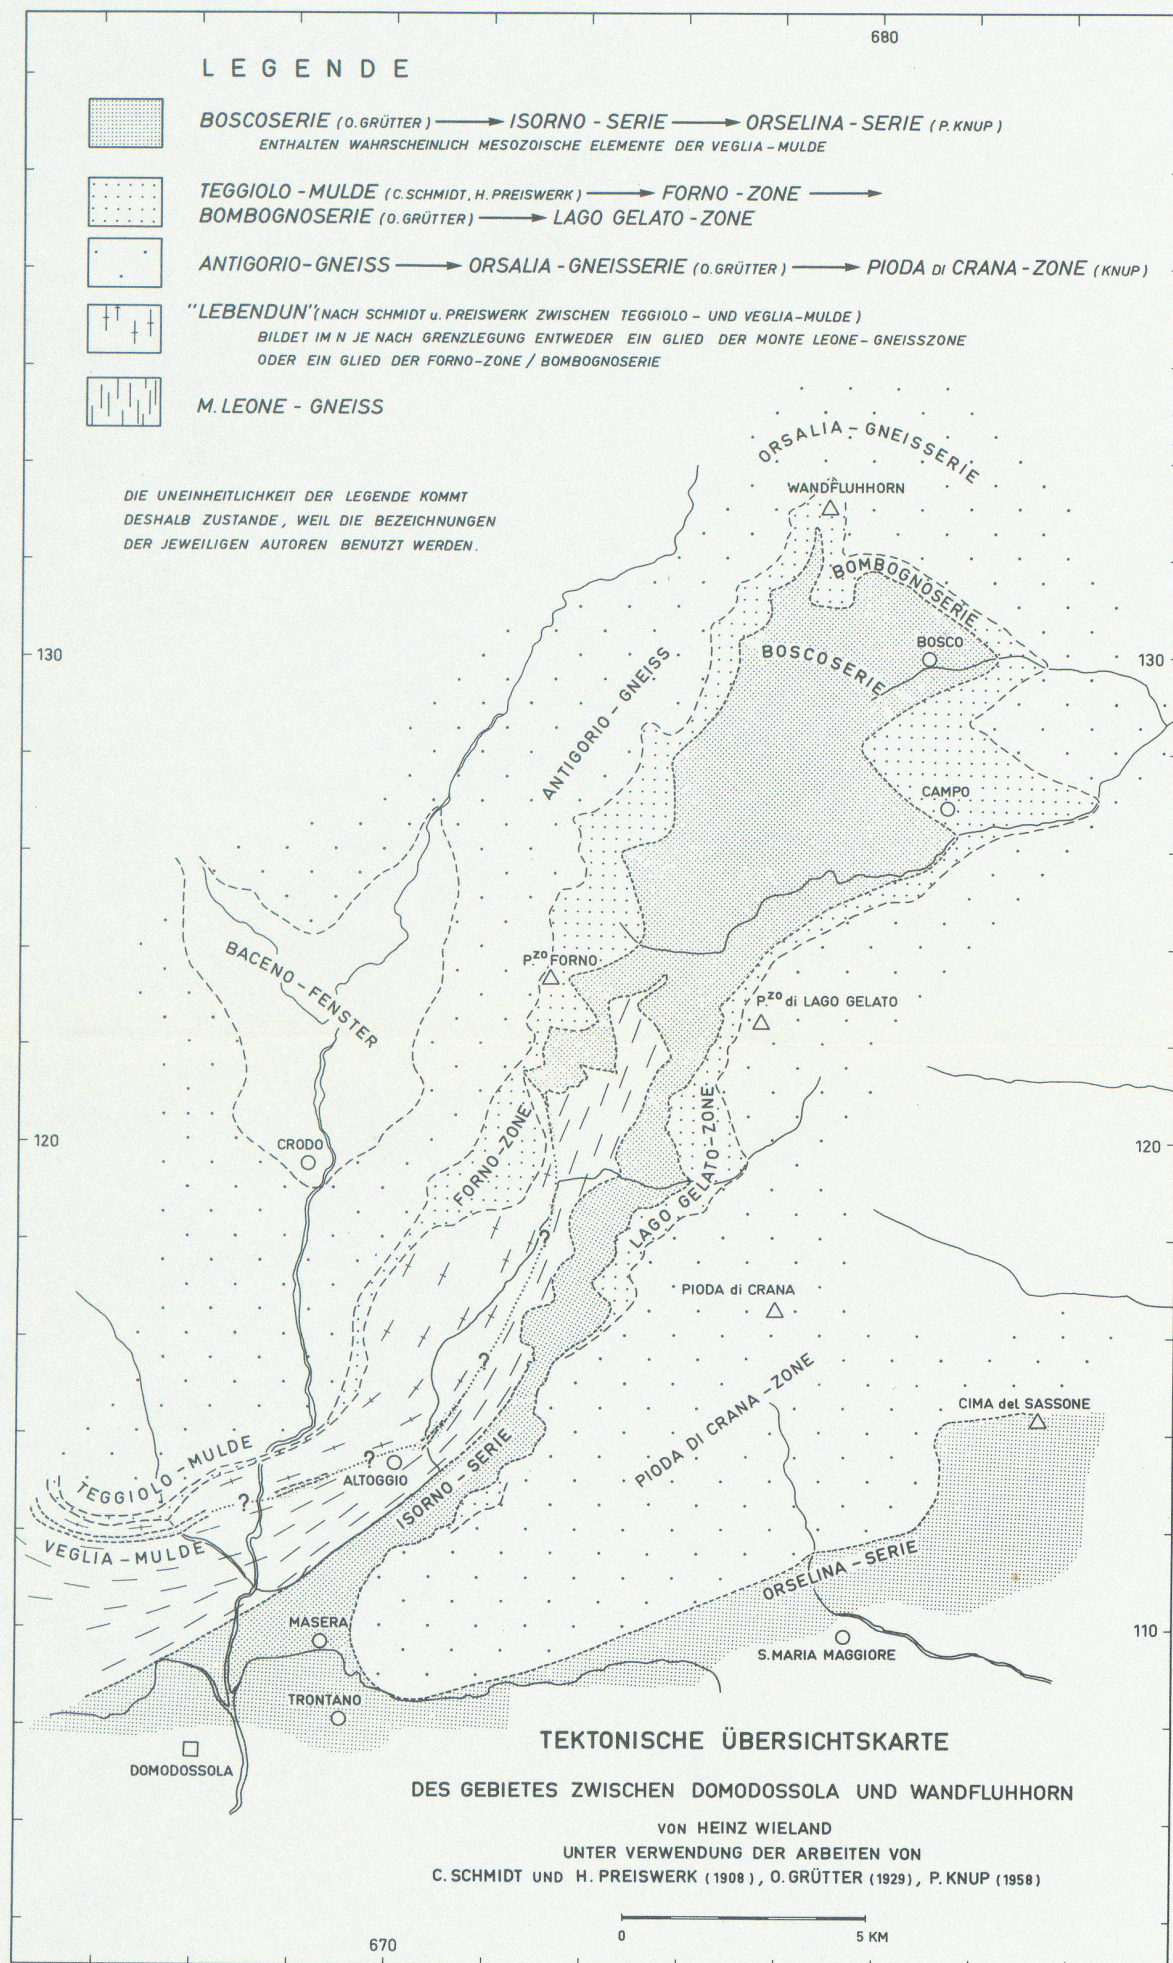 680
LEGENDE
BOSCOSERIE (O.GRÜTTER) → ISORNO - SERIE → ORSELINA - SERIE (P. KNUP)
ENTHALTEN WAHRSCHEINLICH MESOZOISCHE ELEMENTE DER VEGLIA - MULDE
TEGGIOLO - MULDE (C. SCHMIDT, H. PREISWERK) → FORNO - ZONE →
BOMBOGNOSERIE (O. GRÜTTER) → LAGO GELATO - ZONE
ANTIGORIO - GNEISS → ORSALIA - GNEISSERIE (O. GRÜTTER) → PIODA DI CRANA - ZONE (KNUP)
"LEBENDUN" (NACH SCHMIDT u. PREISWERK ZWISCHEN TEGGIOLO - UND VEGLIA - MULDE)
BILDET IM N JE NACH GRENZLEGUNG ENTWEDER EIN GLIED DER MONTE LEONE - GNEISSZONE
ODER EIN GLIED DER FORNO-ZONE / BOMBOGNOSERIE
M. LEONE - GNEISS
DIE UNEINHEITLICHKEIT DER LEGENDE KOMMT
DESHALB ZUSTANDE, WEIL DIE BEZEICHNUNGEN
DER JEWEILIGEN AUTOREN BENUTZT WERDEN.
ORSALIA - GNEISSERIE
WANDFLUHHORN
BOMBOGNOSERIE
BOSCO
130
130
BOSCOSERIE
ANTIGORIO - GNEISS
CAMPO
BACENO - FENSTER
P.ZO FORNO
P.ZO di LAGO GELATO
FORNO - ZONE
LAGO GELATO - ZONE
120
120
CRODO
?
PIODA di CRANA
?
PIODA DI CRANA - ZONE
CIMA del SASSONE
TEGGIOLO - MULDE
?
ALTOGGIO
?
ISORNO - SERIE
VEGLIA - MULDE
ORSELINA - SERIE
MASERA
110
S. MARIA MAGGIORE
TRONTANO
DOMODOSSOLA
TEKTONISCHE ÜBERSICHTSKARTE
DES GEBIETES ZWISCHEN DOMODOSSOLA UND WANDFLUHHORN
VON HEINZ WIELAND
UNTER VERWENDUNG DER ARBEITEN VON
C. SCHMIDT UND H. PREISWERK (1908), O. GRÜTTER (1929), P. KNUP (1958)
0 5 KM
670